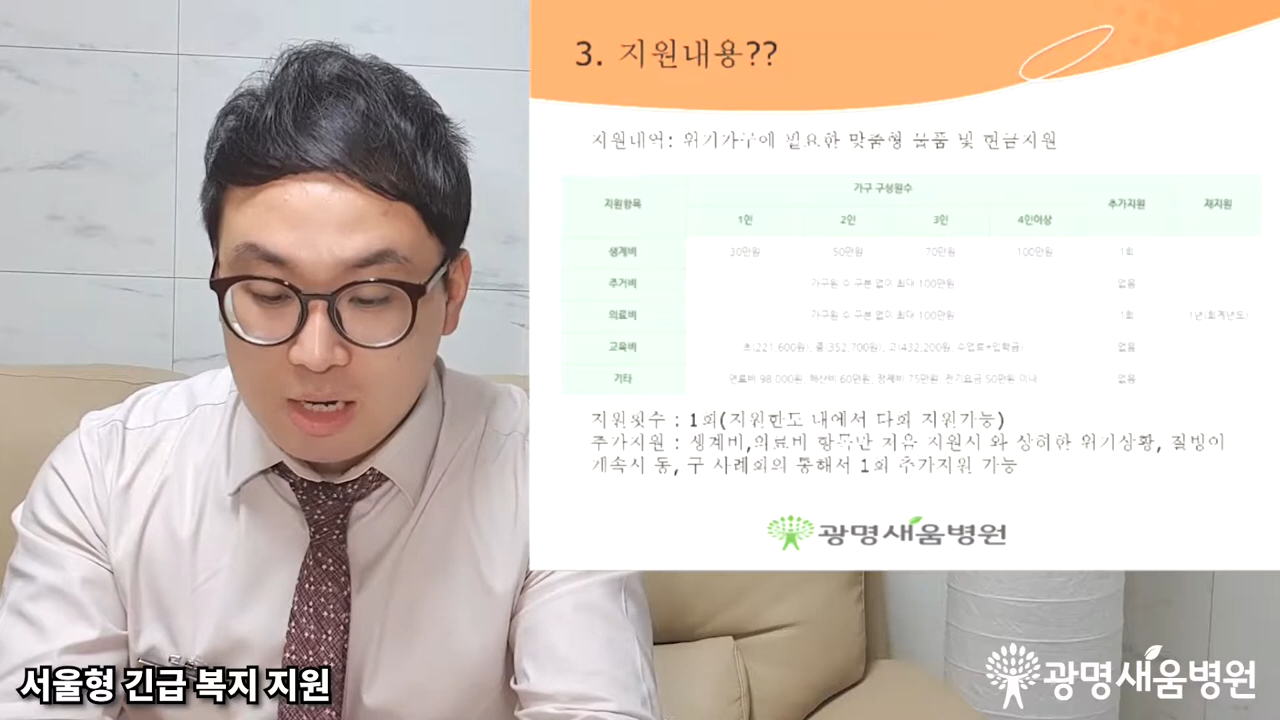 3. 지원내용??
지원내역: 위기가구에 필요한 맞춤형 물품 및 현금지원
지원항목 가구 구성원수 추가지원 재지원
1인 2인 3인 4인이상
생계비 30만원 50만원 70만원 100만원 1회
주거비 가구원 수 구분 없이 최대 100만원 없음
의료비 가구원 수 구분 없이 최대 100만원 1회 1년(회계년도)
교육비 초(221,600원), 중(352,700원), 고(432,200원, 수업료+입학금) 없음
기타 연료비 98,000원, 해산비 60만원, 장제비 75만원, 전기요금 50만원 이내 없음
지원횟수 : 1회(지원한도 내에서 다회 지원가능)
추가지원 : 생계비,의료비 항목만 처음 지원시 와 상이한 위기상황, 질병이
계속시 동, 구 사례회의 통해서 1회 추가지원 가능
광명새움병원
서울형 긴급 복지 지원
광명새움병원